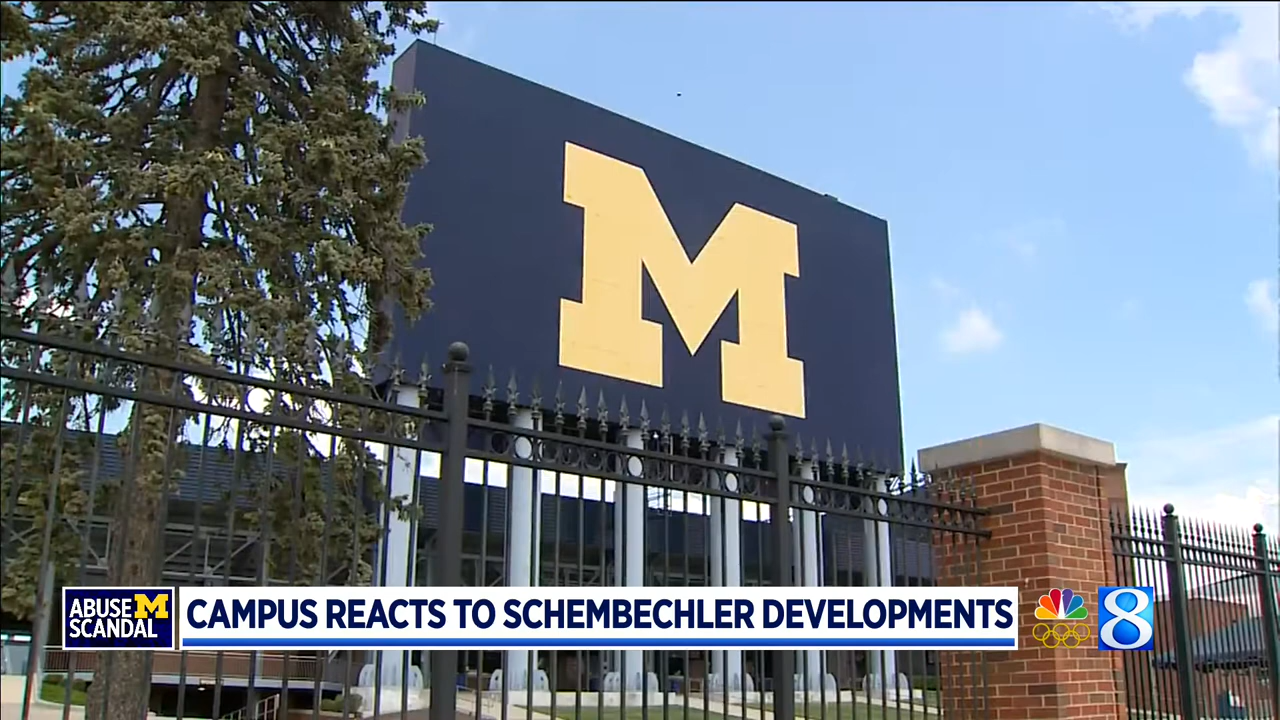 M
ABUSE M
SCANDAL
CAMPUS REACTS TO SCHEMBECHLER DEVELOPMENTS
8